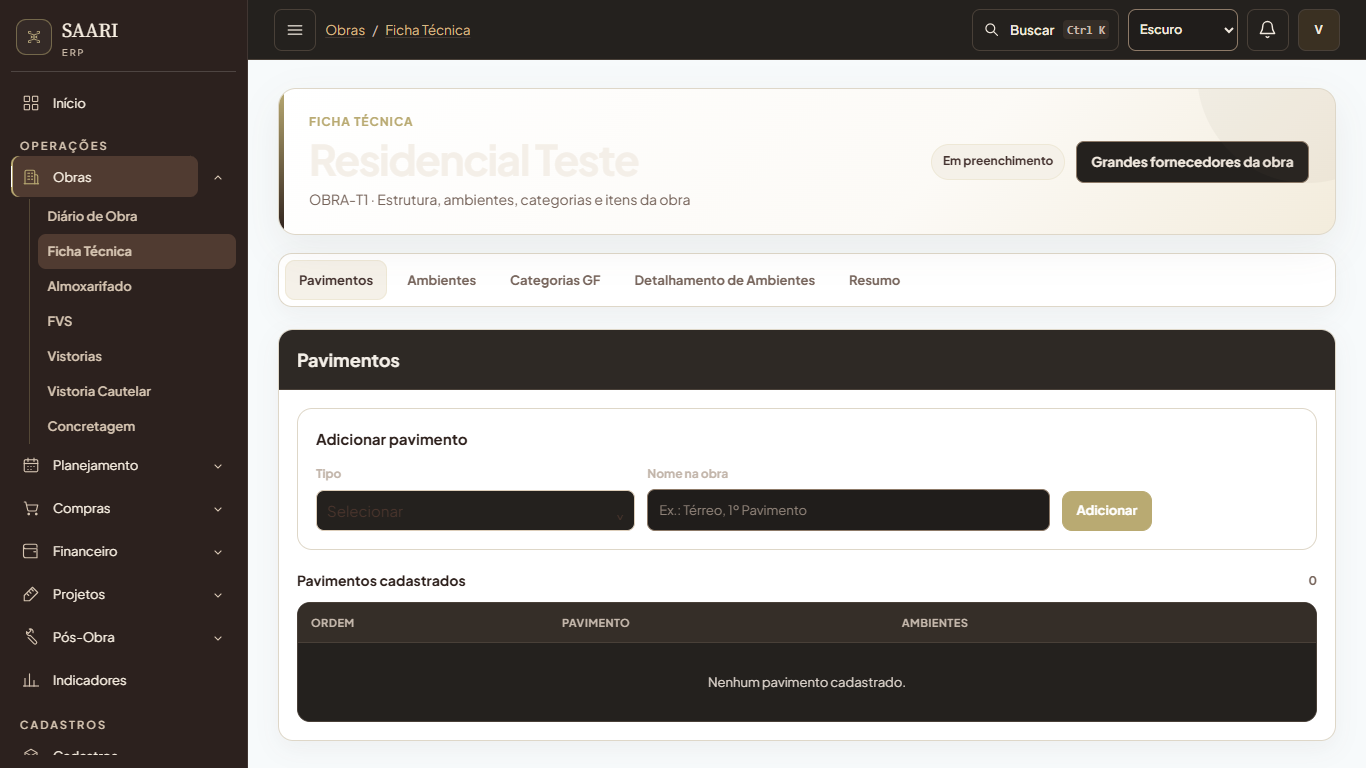 SAARI
ERP
Início
OPERAÇÕES
Obras
Diário de Obra
Ficha Técnica
Almoxarifado
FVS
Vistorias
Vistoria Cautelar
Concretagem
Planejamento
Compras
Financeiro
Projetos
Pós-Obra
Indicadores
CADASTROS
Cadastros
Obras / Ficha Técnica
Buscar Ctrl K
Escuro
V
FICHA TÉCNICA
Residencial Teste
OBRA-T1 · Estrutura, ambientes, categorias e itens da obra
Em preenchimento
Grandes fornecedores da obra
Pavimentos Ambientes Categorias GF Detalhamento de Ambientes Resumo
Pavimentos
Adicionar pavimento
Tipo Nome na obra
Selecionar Ex.: Térreo, 1º Pavimento Adicionar
Pavimentos cadastrados 0
ORDEM PAVIMENTO AMBIENTES
Nenhum pavimento cadastrado.